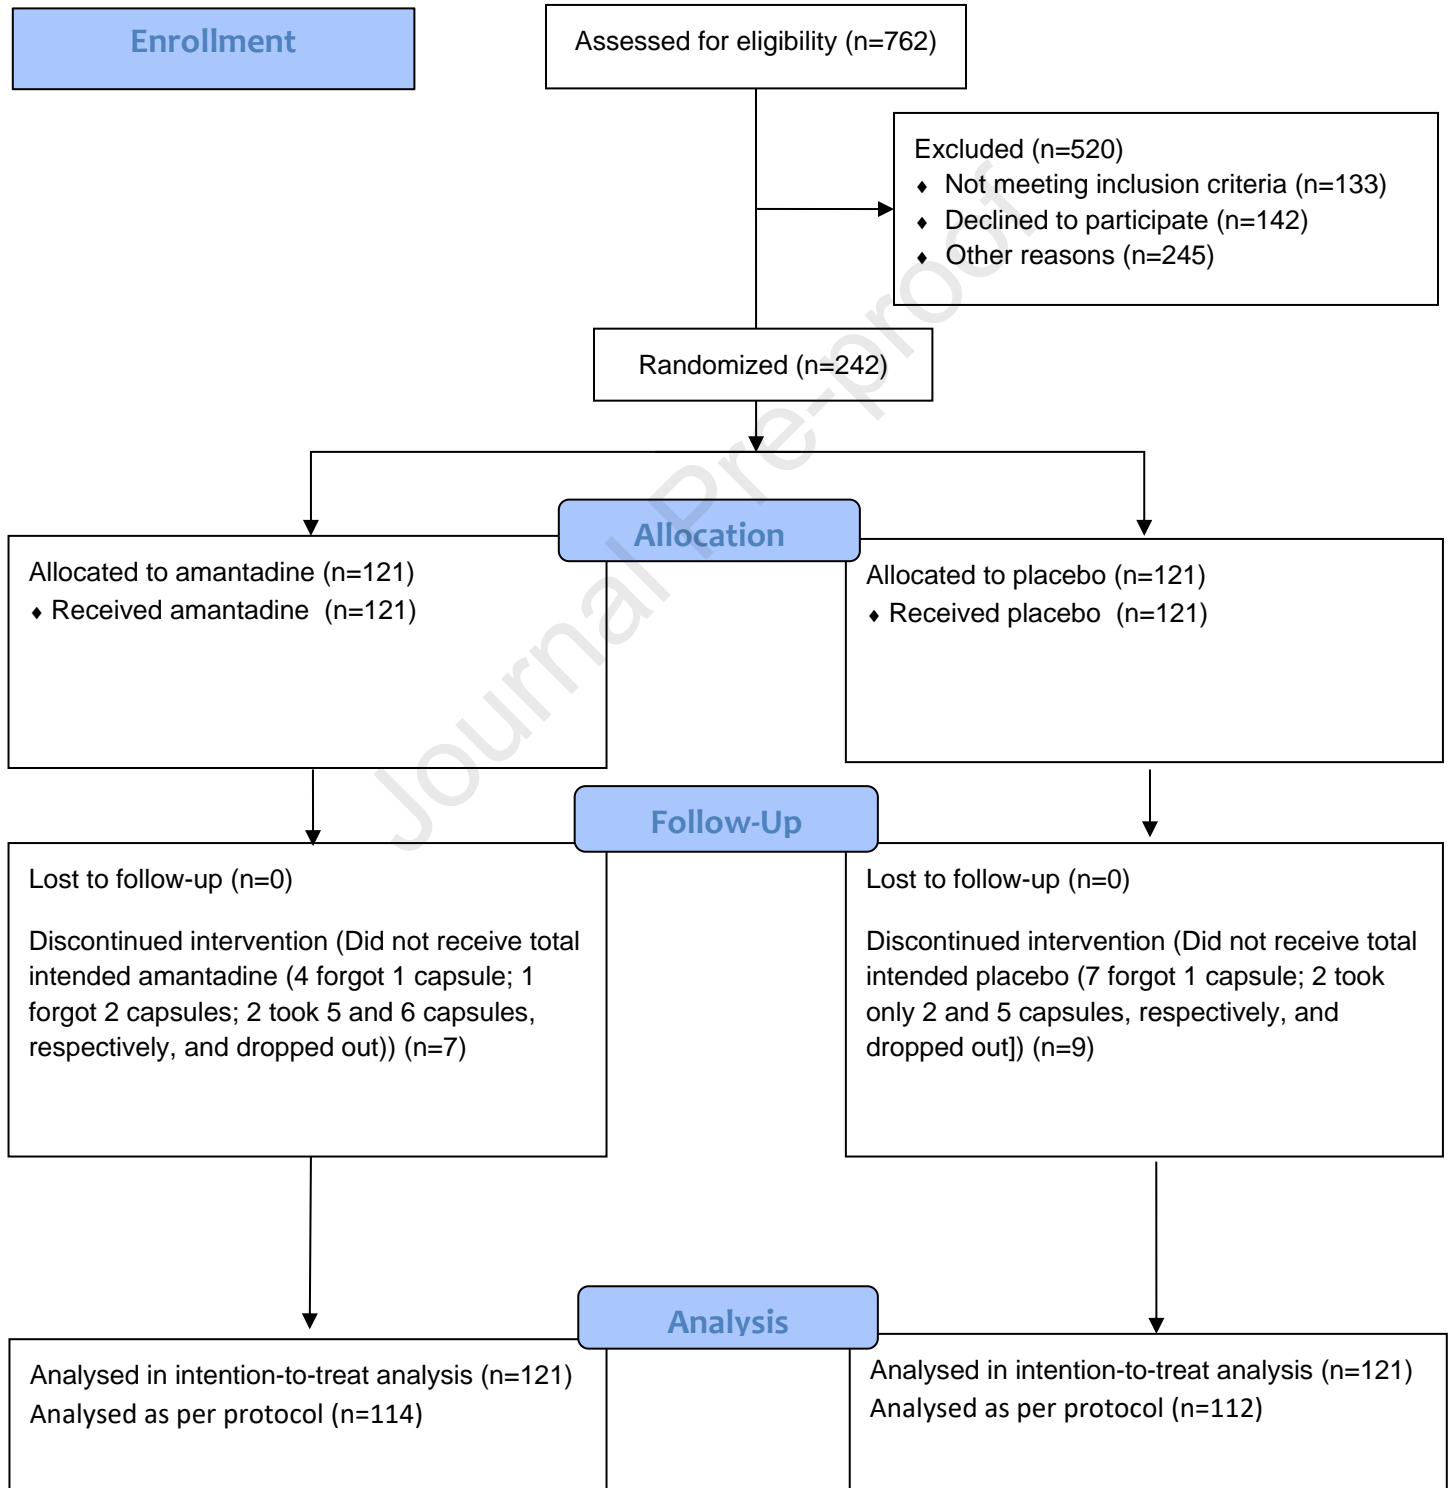 Enrollment
Assessed for eligibility (n=762)
Excluded (n=520)
♦ Not meeting inclusion criteria (n=133)
♦ Declined to participate (n=142)
♦ Other reasons (n=245)
Randomized (n=242)
Allocation
Allocated to amantadine (n=121)
♦ Received amantadine (n=121)
Allocated to placebo (n=121)
♦ Received placebo (n=121)
Follow-Up
Lost to follow-up (n=0)
Discontinued intervention (Did not receive total
intended amantadine (4 forgot 1 capsule; 1
forgot 2 capsules; 2 took 5 and 6 capsules,
respectively, and dropped out)) (n=7)
Lost to follow-up (n=0)
Discontinued intervention (Did not receive total
intended placebo (7 forgot 1 capsule; 2 took
only 2 and 5 capsules, respectively, and
dropped out]) (n=9)
Analysis
Analysed in intention-to-treat analysis (n=121)
Analysed as per protocol (n=114)
Analysed in intention-to-treat analysis (n=121)
Analysed as per protocol (n=112)
Journal Pre-proof